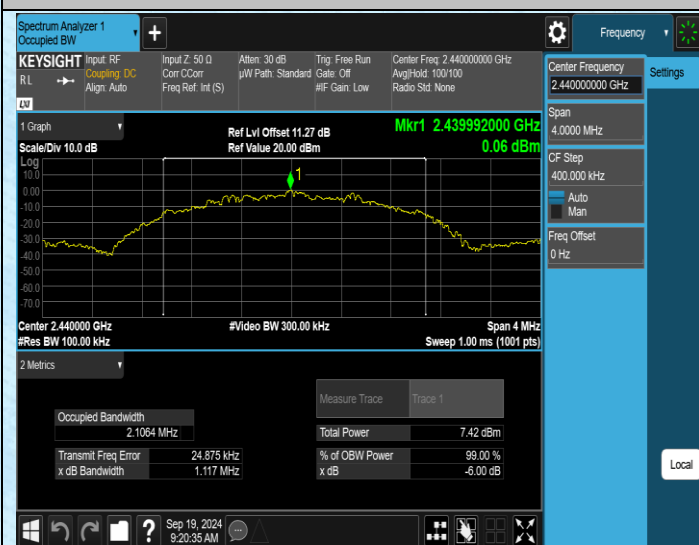 Spectrum Analyzer 1
Occupied BW
Frequency
KEYSIGHT
RL
LXI
Input: RF
Coupling: DC
Align: Auto
Input Z: 50 Ω
Corr CCorr
Freq Ref: Int (S)
Atten: 30 dB
µW Path: Standard
Trig: Free Run
Gate: Off
#IF Gain: Low
Center Freq: 2.440000000 GHz
Avg|Hold: 100/100
Radio Std: None
Center Frequency
2.440000000 GHz
Settings
Span
4.0000 MHz
CF Step
400.000 kHz
Auto
Man
Freq Offset
0 Hz
1 Graph
Ref Lvl Offset 11.27 dB
Mkr1 2.439992000 GHz
Scale/Div 10.0 dB
Ref Value 20.00 dBm
0.06 dBm
Log
10.0
0.00
-10.0
-20.0
-30.0
-40.0
-50.0
-60.0
-70.0
1
Center 2.440000 GHz
#Video BW 300.00 kHz
Span 4 MHz
#Res BW 100.00 kHz
Sweep 1.00 ms (1001 pts)
2 Metrics
Measure Trace
Trace 1
Occupied Bandwidth
2.1064 MHz
Total Power
7.42 dBm
Transmit Freq Error
24.875 kHz
% of OBW Power
99.00 %
x dB Bandwidth
1.117 MHz
x dB
-6.00 dB
Local
Sep 19, 2024
9:20:35 AM